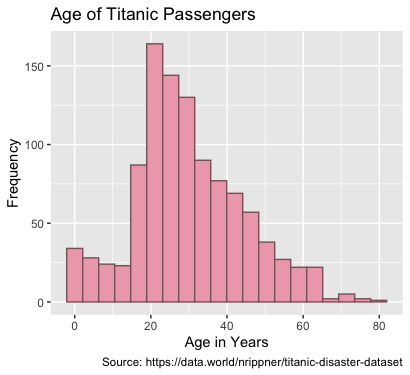 Age of Titanic Passengers
150
100
50
0
Frequency
0 20 40 60 80
Age in Years
Source: https://data.world/nrippner/titanic-disaster-dataset